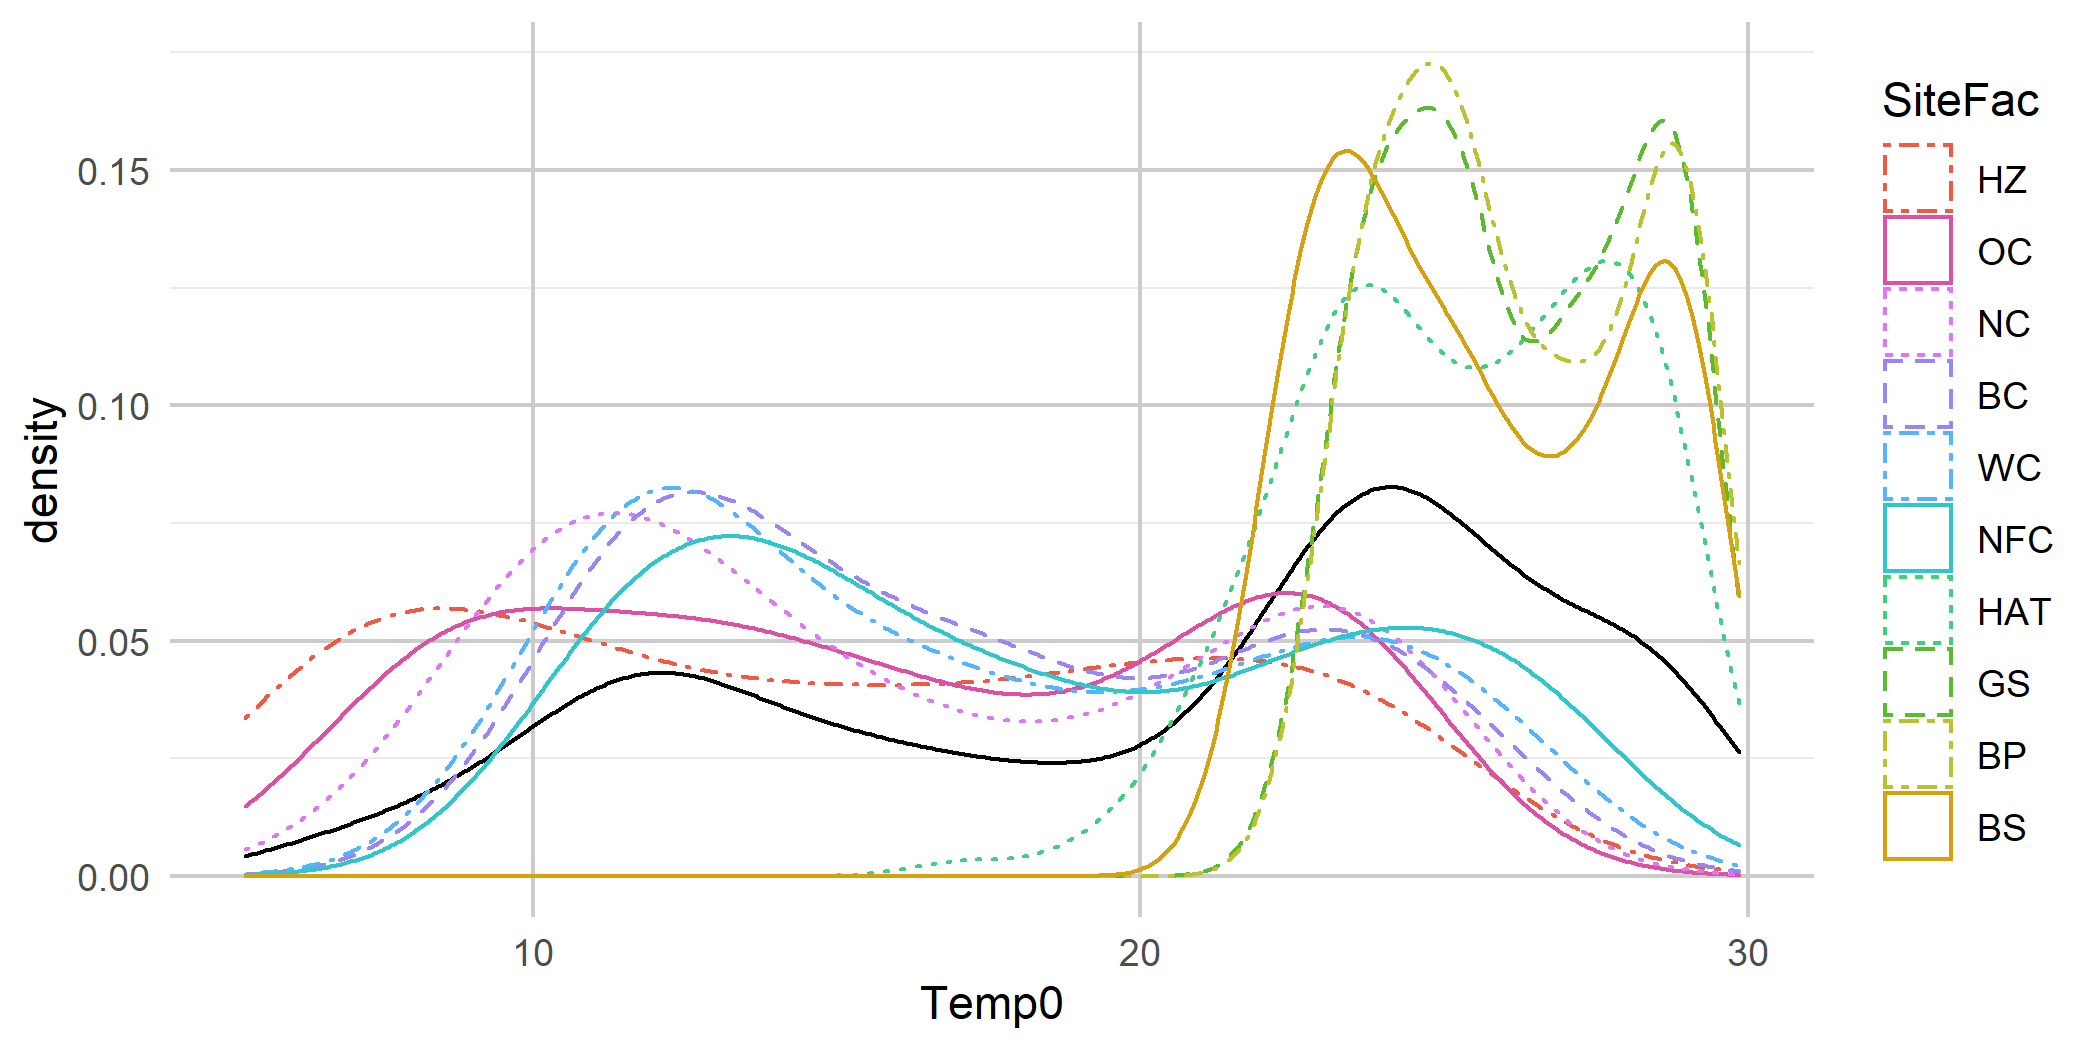 density
0.15
0.10
0.05
0.00
10 20 30
Temp0
SiteFac
HZ
OC
NC
BC
WC
NFC
HAT
GS
BP
BS